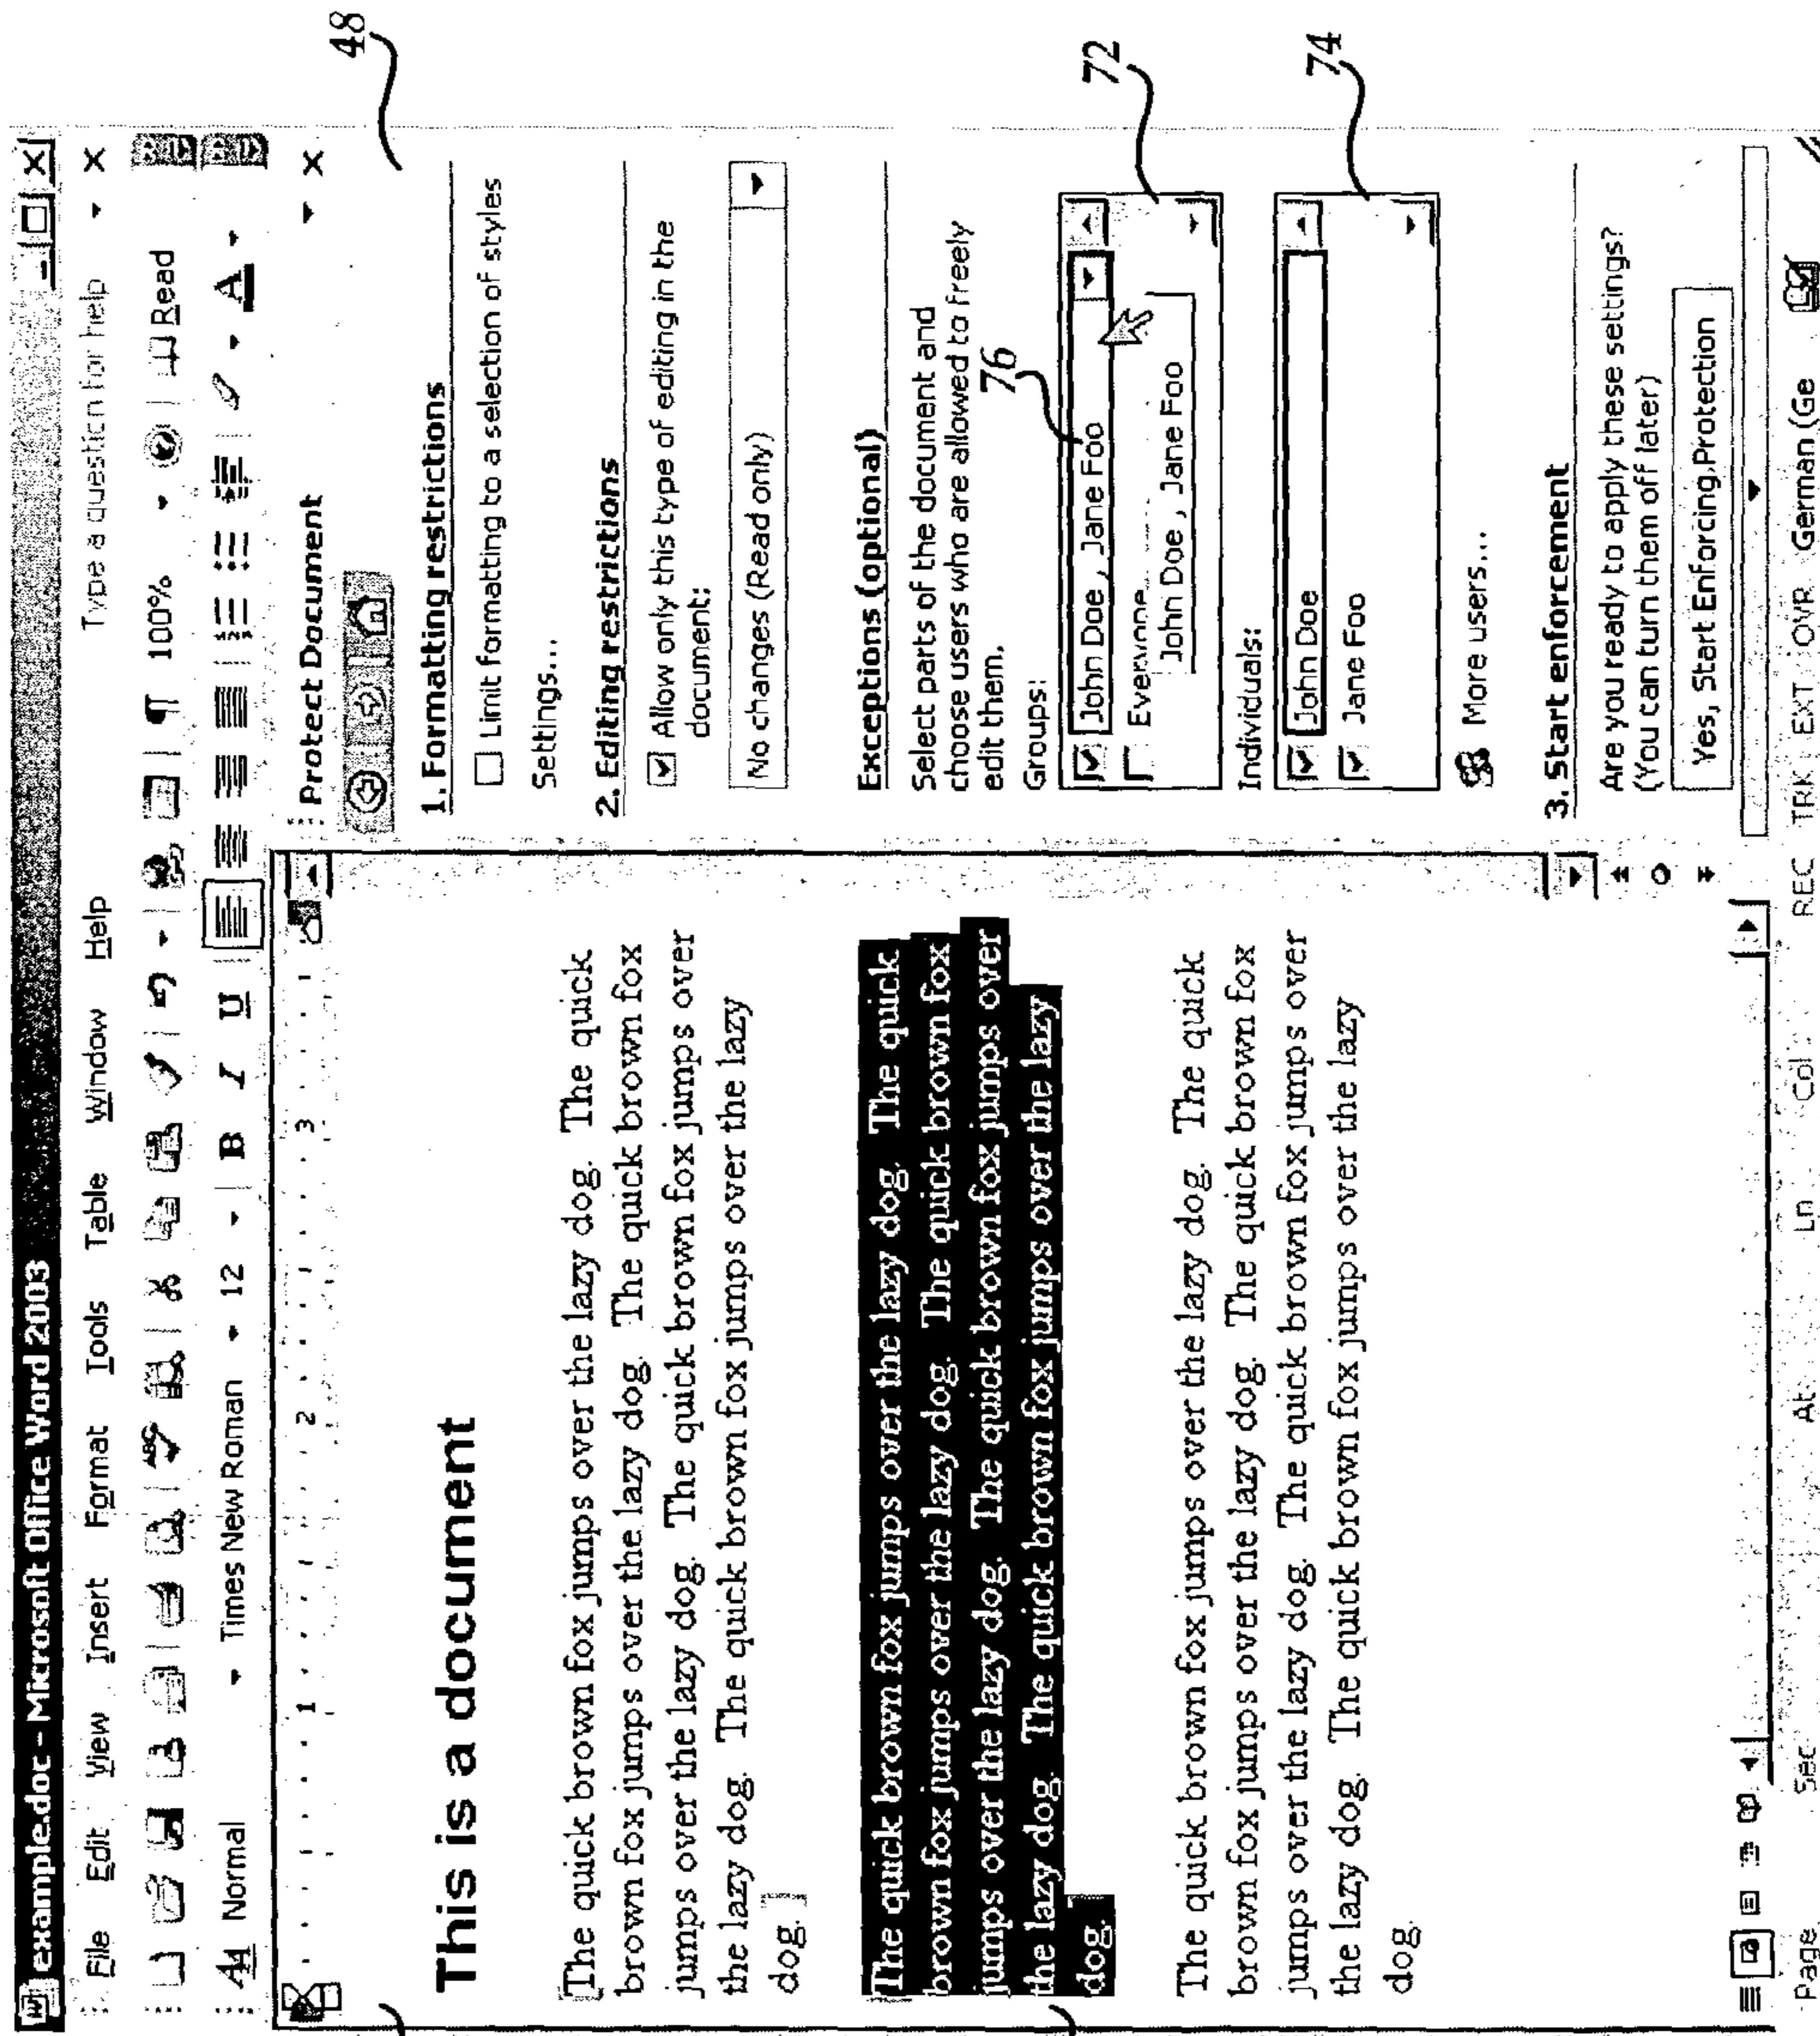 example.doc - Microsoft Office Word 2003
File Edit View Insert Format Tools Table Window Help Type a question for help
100% Read
Normal Times New Roman 12 B I U A
1 2 3
Protect Document
48
This is a document
The quick brown fox jumps over the lazy dog. The quick
brown fox jumps over the lazy dog. The quick brown fox
jumps over the lazy dog. The quick brown fox jumps over
the lazy dog. The quick brown fox jumps over the lazy
dog.
The quick brown fox jumps over the lazy dog. The quick
brown fox jumps over the lazy dog. The quick brown fox
jumps over the lazy dog. The quick brown fox jumps over
the lazy dog. The quick brown fox jumps over the lazy
dog.
The quick brown fox jumps over the lazy dog. The quick
brown fox jumps over the lazy dog. The quick brown fox
jumps over the lazy dog. The quick brown fox jumps over
the lazy dog. The quick brown fox jumps over the lazy
dog.
1. Formatting restrictions
Limit formatting to a selection of styles
Settings...
2. Editing restrictions
Allow only this type of editing in the
document:
No changes (Read only)
Exceptions (optional)
Select parts of the document and
choose users who are allowed to freely
edit them.
76
Groups:
72
John Doe , Jane Foo
Everyone
John Doe , Jane Foo
Individuals:
74
John Doe
Jane Foo
More users...
3. Start enforcement
Are you ready to apply these settings?
(You can turn them off later)
Yes, Start Enforcing Protection
Page Sec At Ln Col REC TRK EXT OVR German (Ge